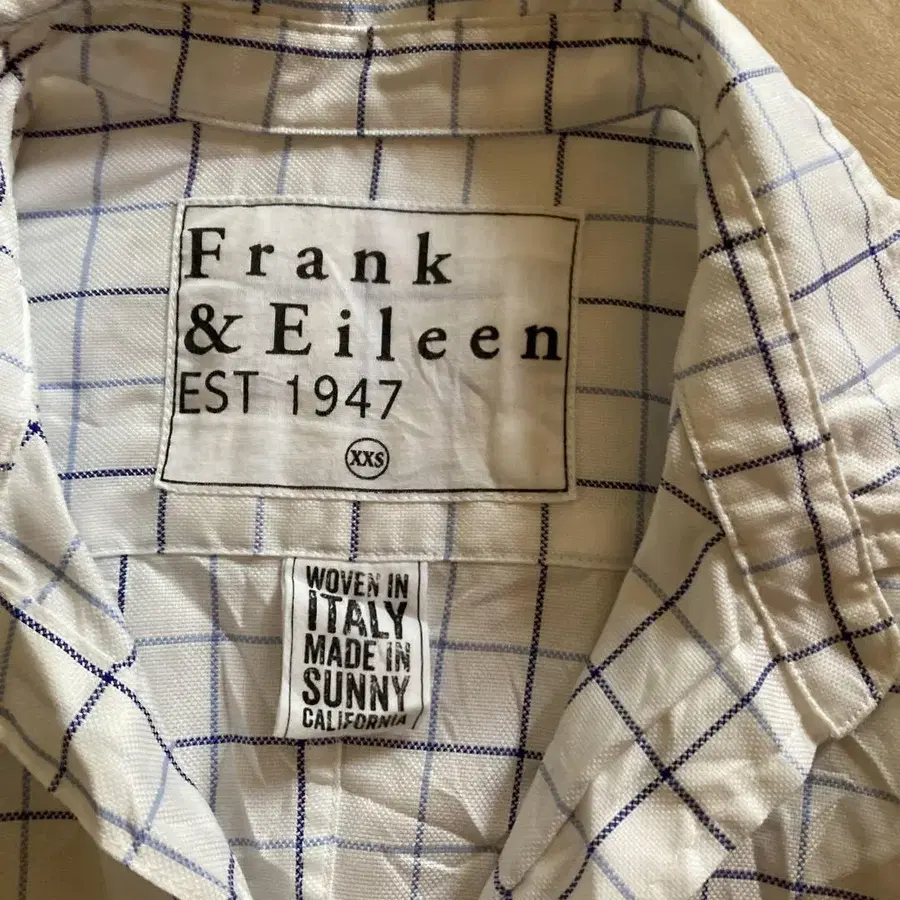 Frank
& Eileen
EST 1947
XXS
WOVEN IN
ITALY
MADE IN
SUNNY
CALIFORNIA